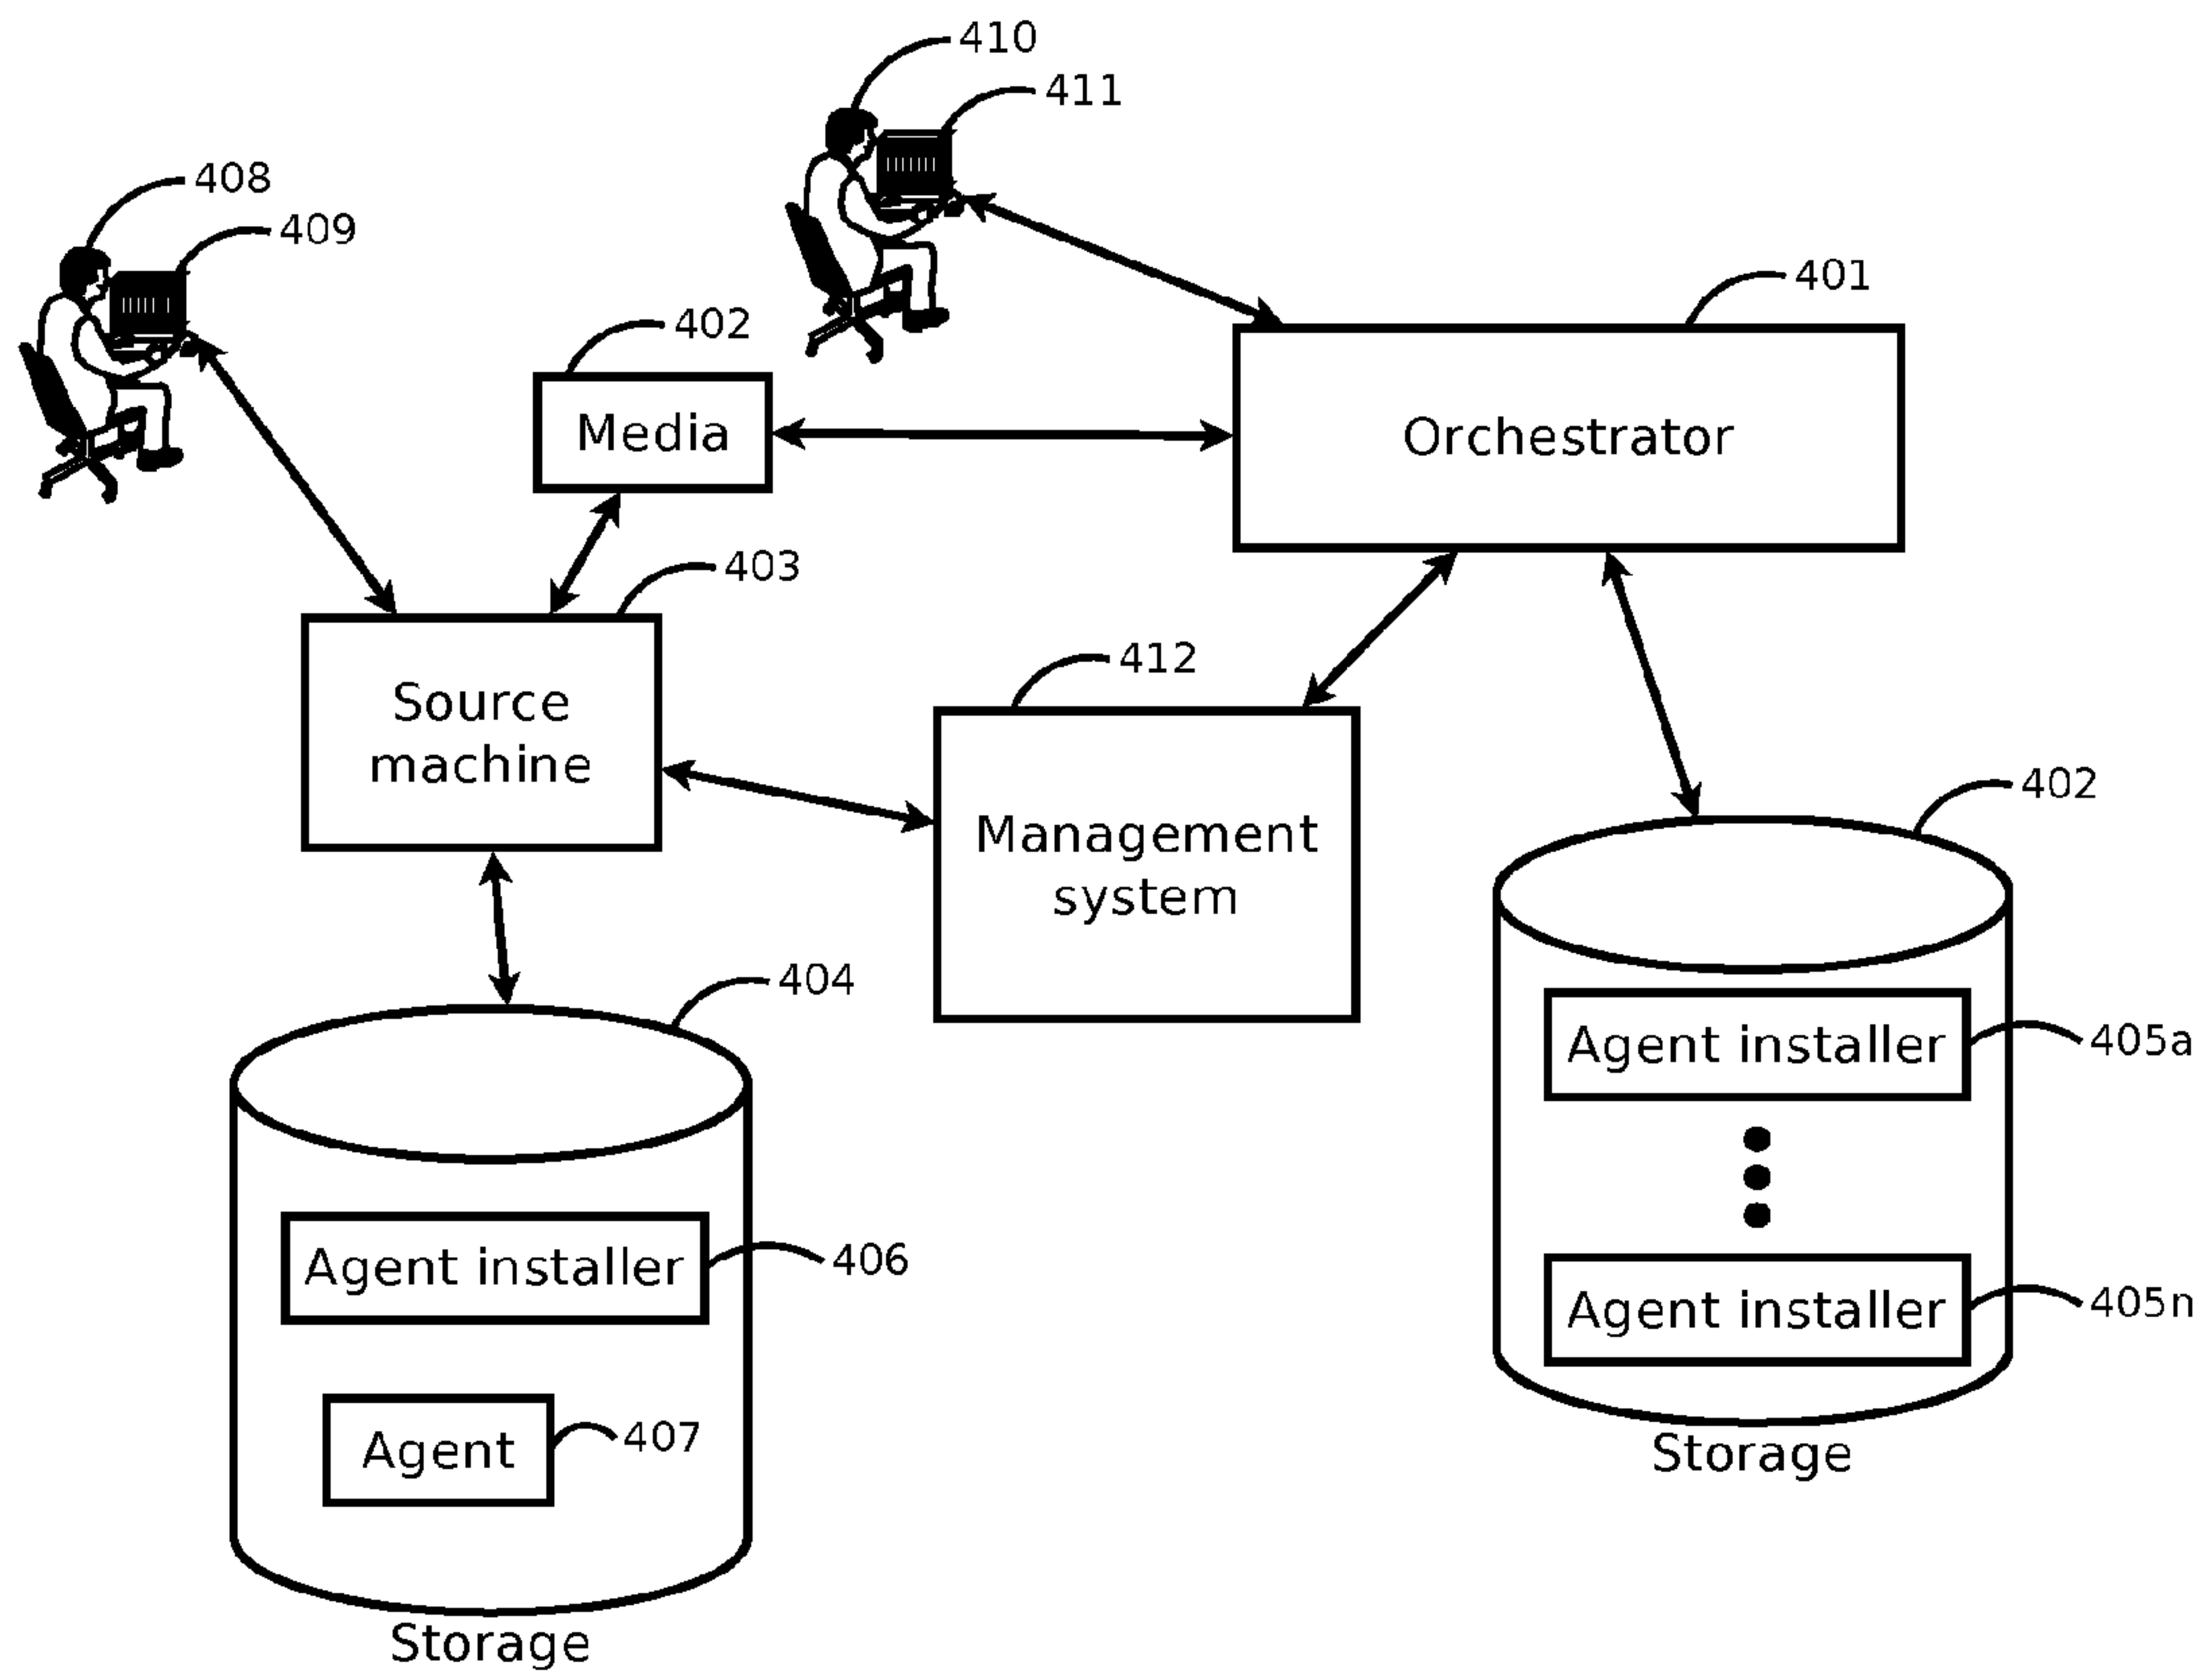 410
411
408
409
401
402
Media
Orchestrator
403
412
Source
machine
402
Management
system
404
405a
Agent installer
406
Agent installer
405n
Agent installer
407
Agent
Storage
Storage